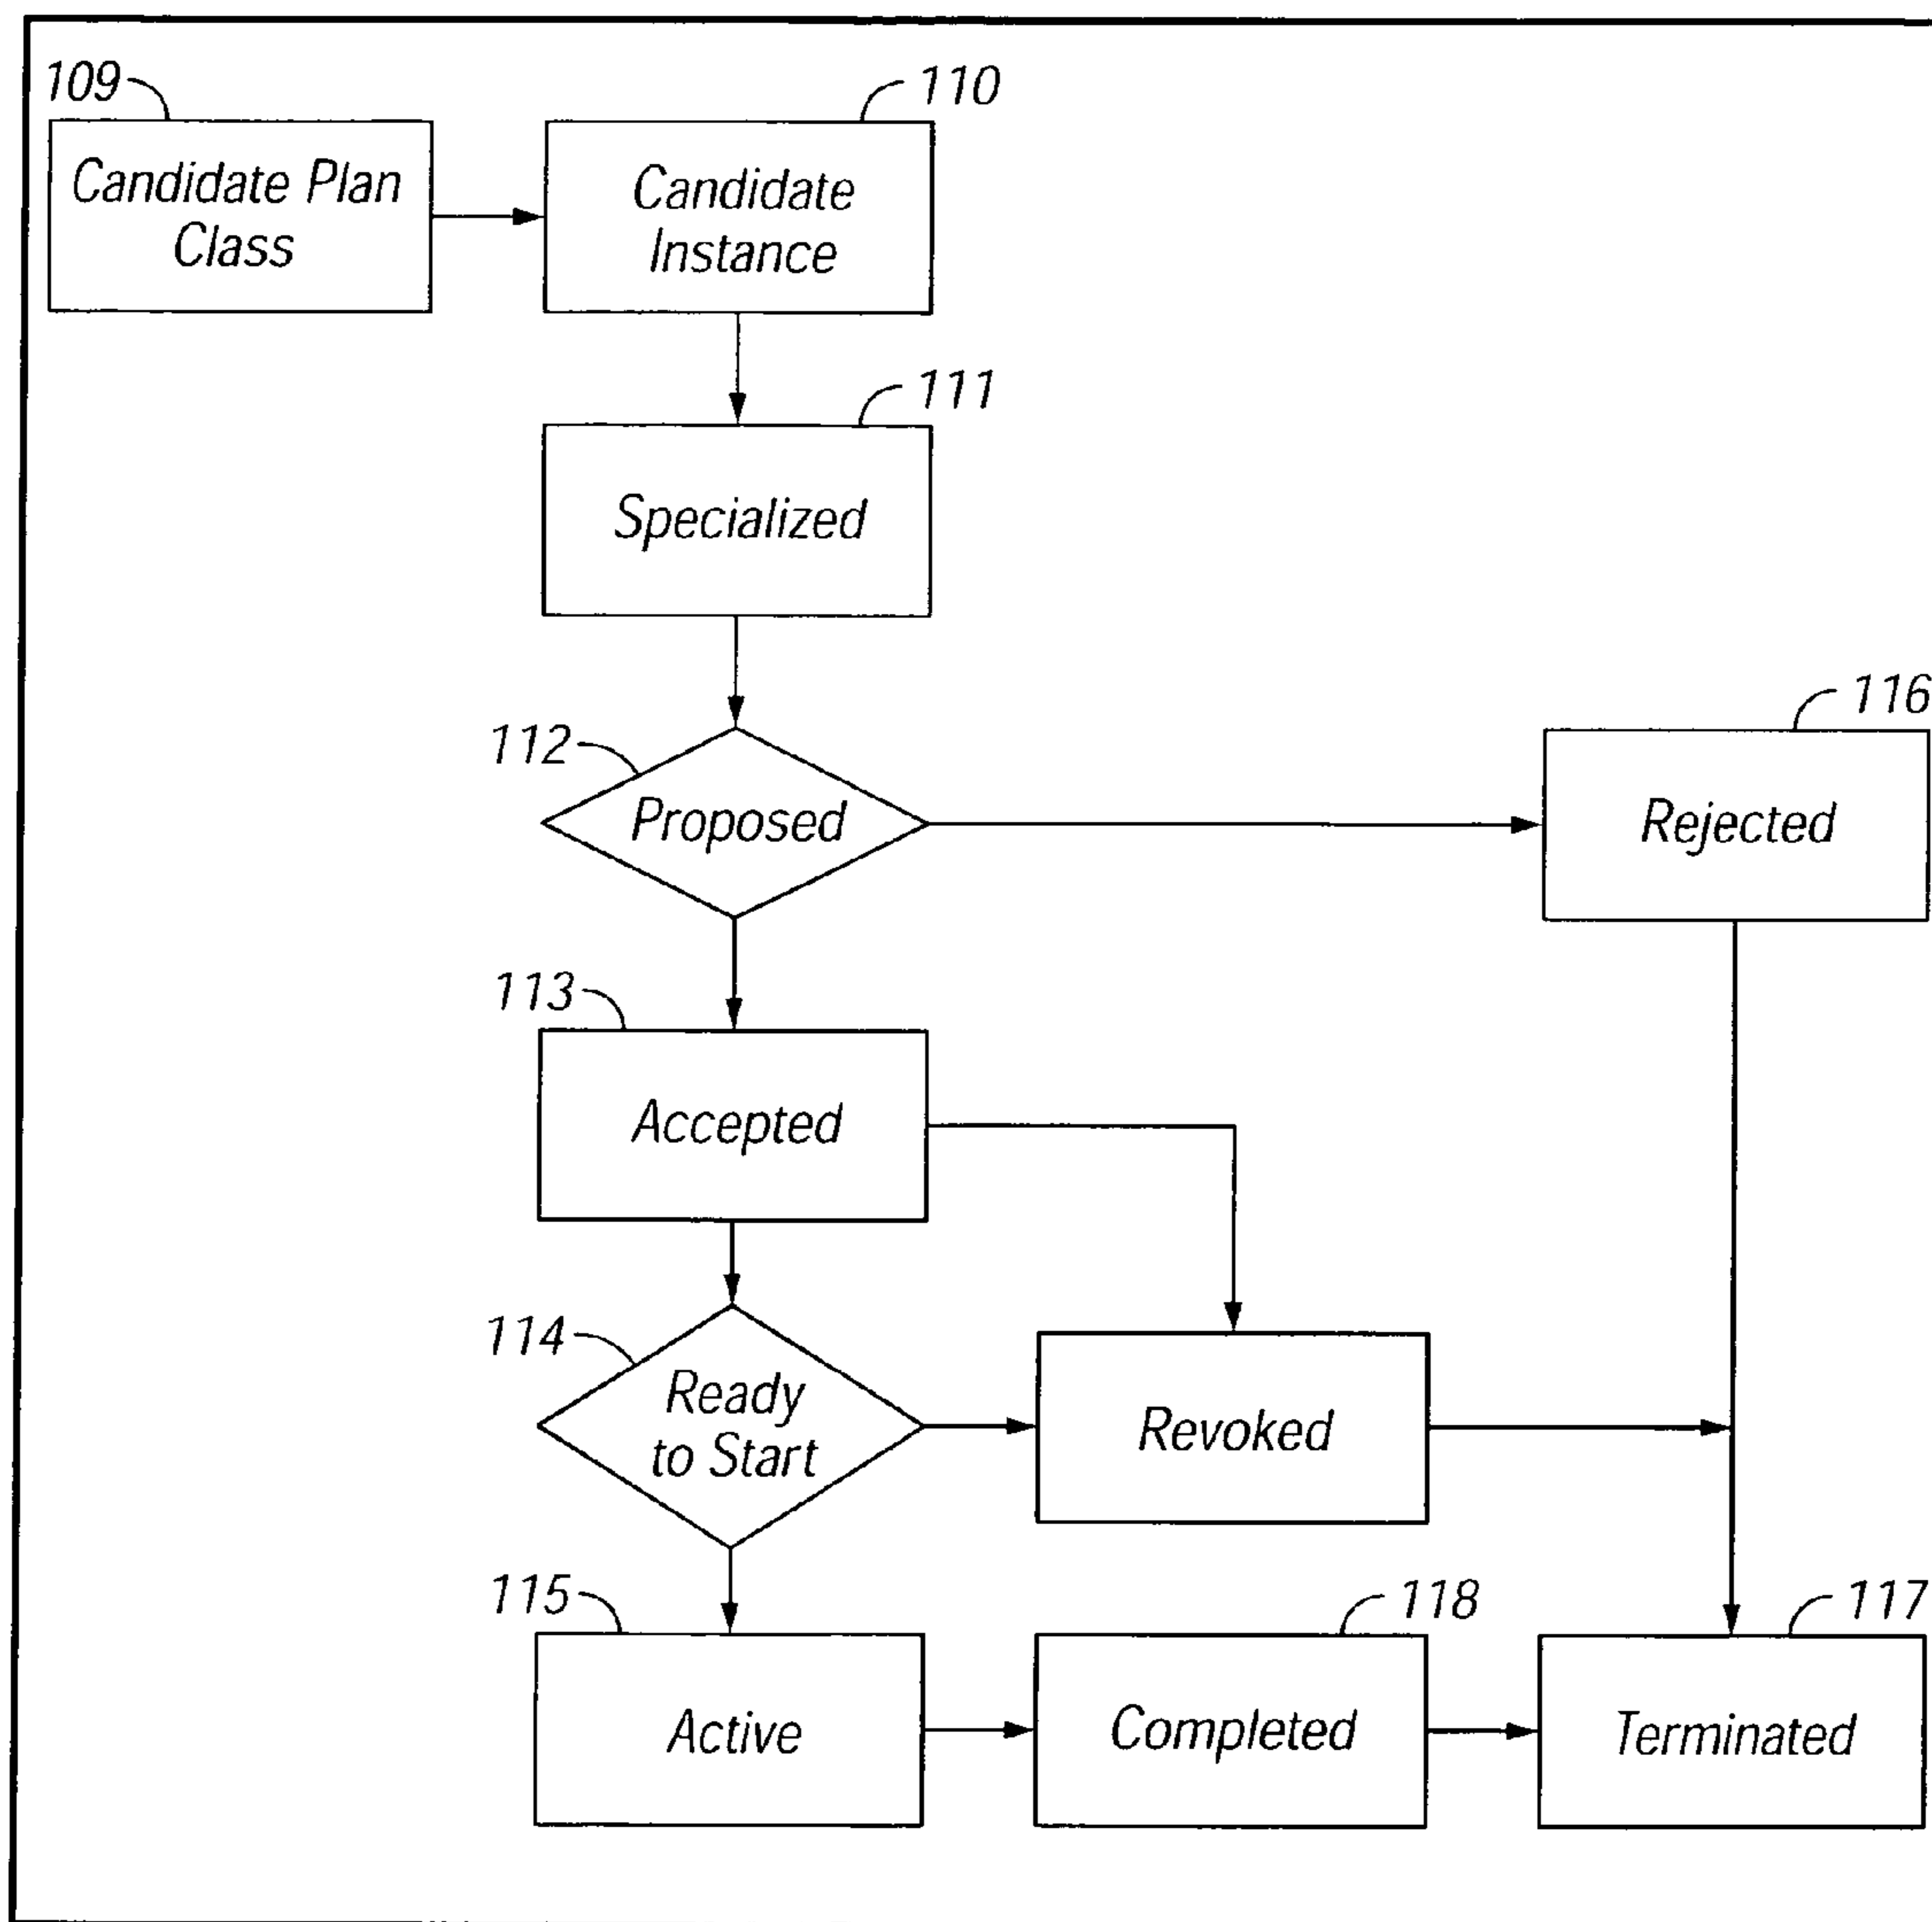 109
110
Candidate Plan
Class
Candidate
Instance
111
Specialized
112
Proposed
116
Rejected
113
Accepted
114
Ready
to Start
Revoked
115
Active
118
Completed
117
Terminated